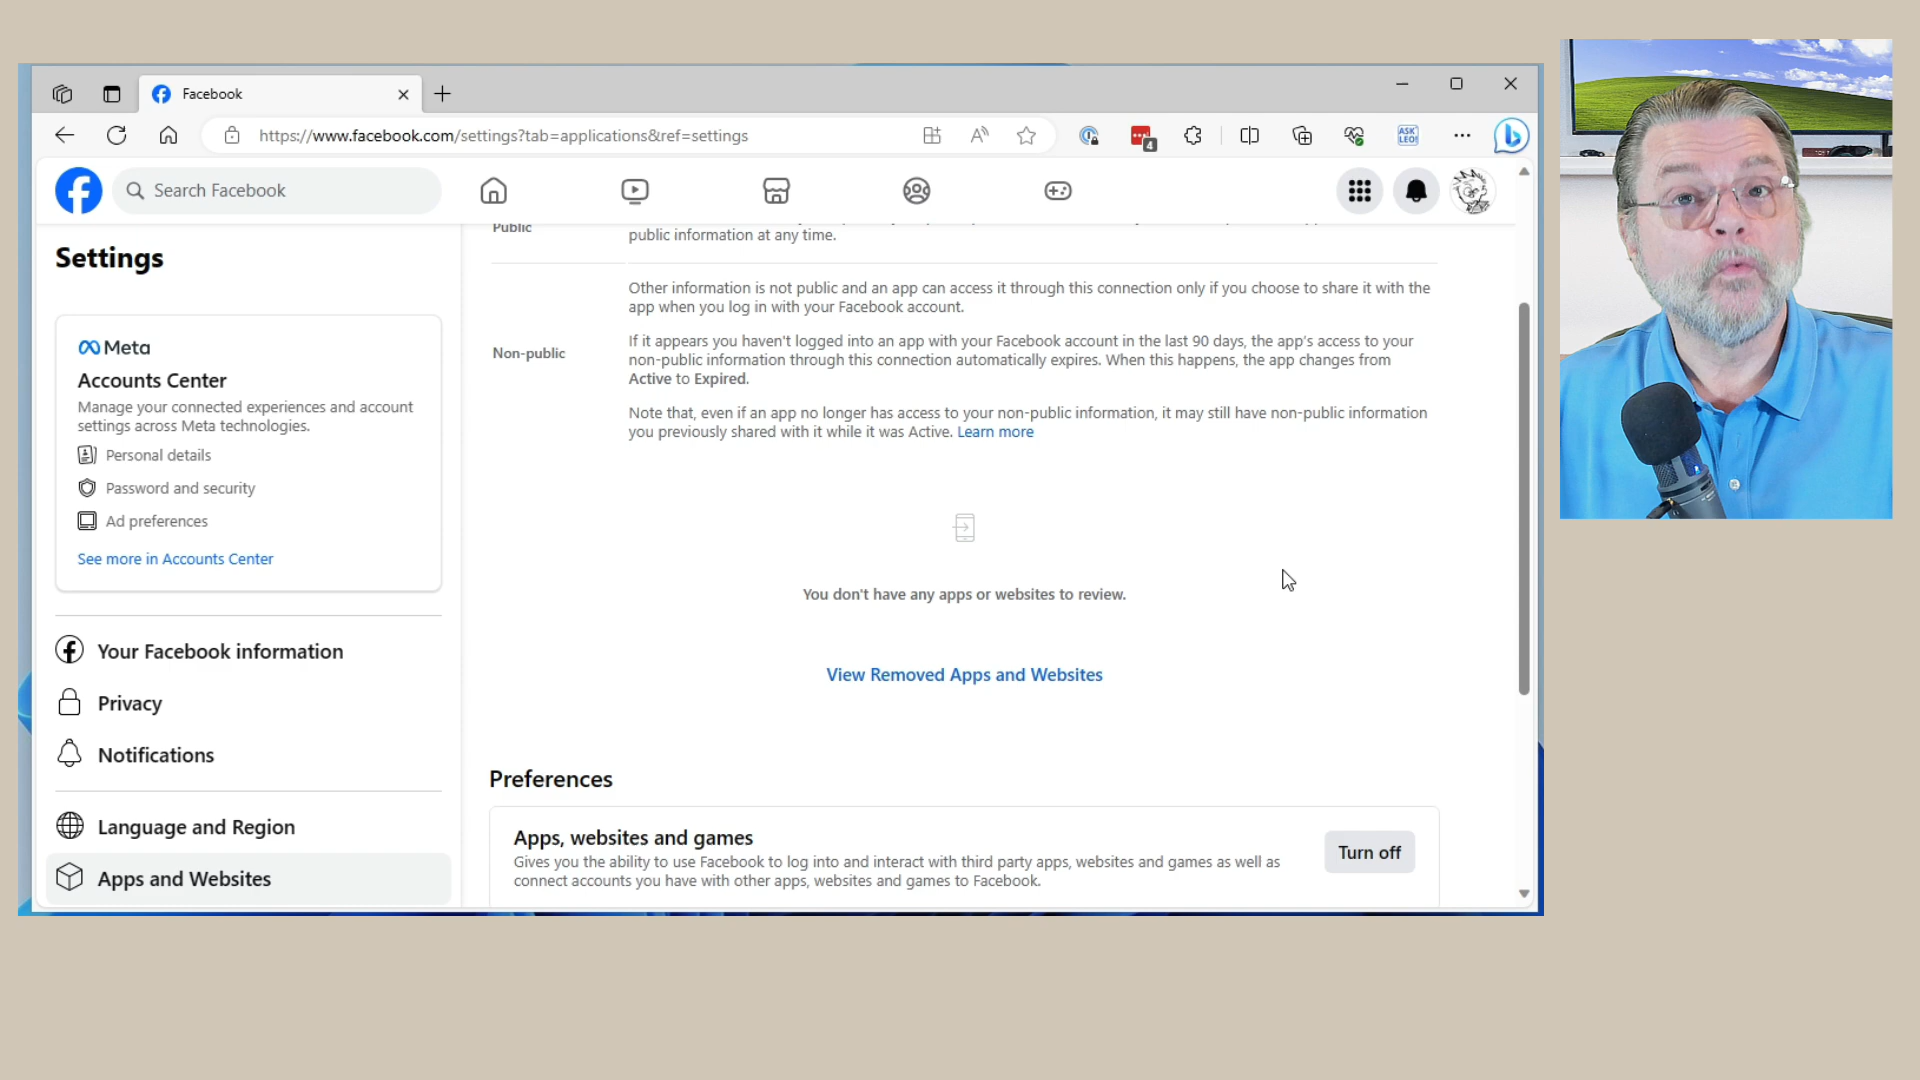 Facebook
https://www.facebook.com/settings?tab=applications&ref=settings
4
ASK
LEO!
Search Facebook
Settings
Meta
Accounts Center
Manage your connected experiences and account
settings across Meta technologies.
Personal details
Password and security
Ad preferences
See more in Accounts Center
Your Facebook information
Privacy
Notifications
Language and Region
Apps and Websites
Public
public information at any time.
Non-public
Other information is not public and an app can access it through this connection only if you choose to share it with the
app when you log in with your Facebook account.
If it appears you haven't logged into an app with your Facebook account in the last 90 days, the app's access to your
non-public information through this connection automatically expires. When this happens, the app changes from
Active to Expired.
Note that, even if an app no longer has access to your non-public information, it may still have non-public information
you previously shared with it while it was Active. Learn more
You don't have any apps or websites to review.
View Removed Apps and Websites
Preferences
Apps, websites and games
Gives you the ability to use Facebook to log into and interact with third party apps, websites and games as well as
connect accounts you have with other apps, websites and games to Facebook.
Turn off